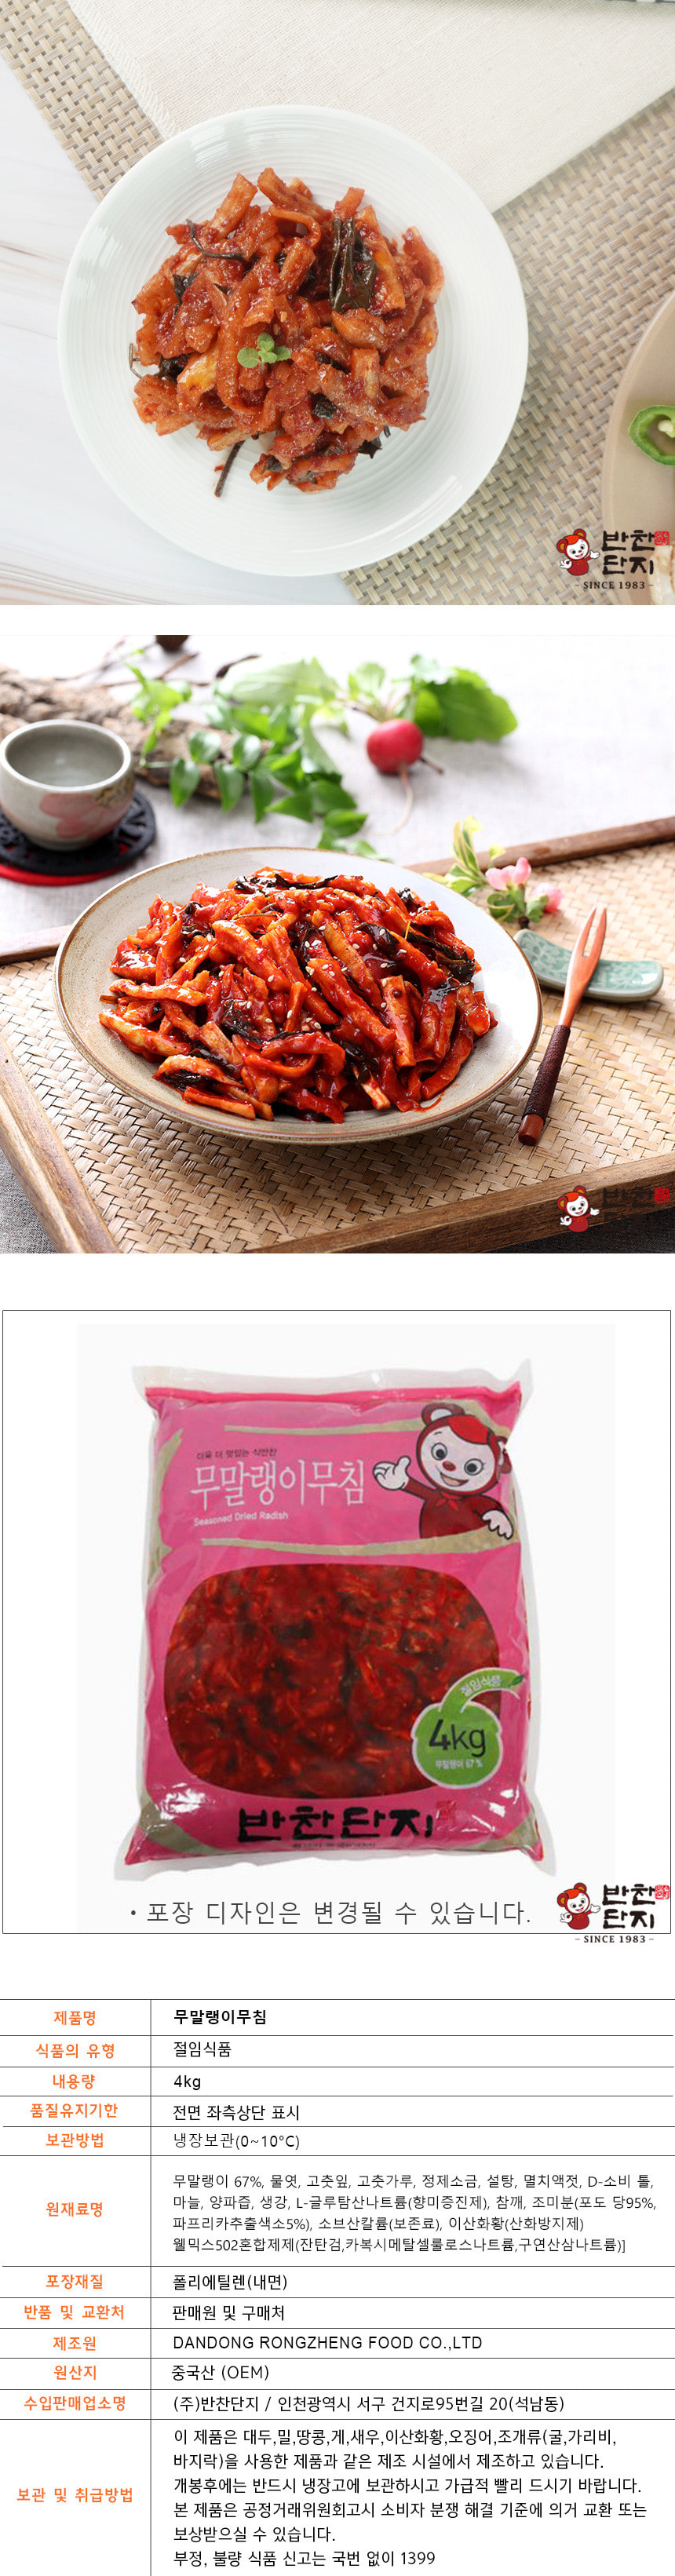 반찬
단지
- SINCE 1983 -
반찬
더욱 더 맛있는 식반찬
무말랭이무침
Seasoned Dried Radish
절임식품
4kg
무말랭이 67%
반찬단지
• 포장 디자인은 변경될 수 있습니다.
반찬
단지
- SINCE 1983 -
제품명 무말랭이무침
식품의 유형 절임식품
내용량 4kg
품질유지기한 전면 좌측상단 표시
보관방법 냉장보관(0~10°C)
원재료명 무말랭이 67%, 물엿, 고춧잎, 고춧가루, 정제소금, 설탕, 멸치액젓, D-소비 톨,
마늘, 양파즙, 생강, L-글루탐산나트륨(향미증진제), 참깨, 조미분(포도 당95%,
파프리카추출색소5%), 소브산칼륨(보존료), 이산화황(산화방지제)
웰믹스502혼합제제(잔탄검,카복시메탈셀룰로스나트륨,구연산삼나트륨)]
포장재질 폴리에틸렌(내면)
반품 및 교환처 판매원 및 구매처
제조원 DANDONG RONGZHENG FOOD CO.,LTD
원산지 중국산 (OEM)
수입판매업소명 (주)반찬단지 / 인천광역시 서구 건지로95번길 20(석남동)
보관 및 취급방법 이 제품은 대두,밀,땅콩,게,새우,이산화황,오징어,조개류(굴,가리비,
바지락)을 사용한 제품과 같은 제조 시설에서 제조하고 있습니다.
개봉후에는 반드시 냉장고에 보관하시고 가급적 빨리 드시기 바랍니다.
본 제품은 공정거래위원회고시 소비자 분쟁 해결 기준에 의거 교환 또는
보상받으실 수 있습니다.
부정, 불량 식품 신고는 국번 없이 1399